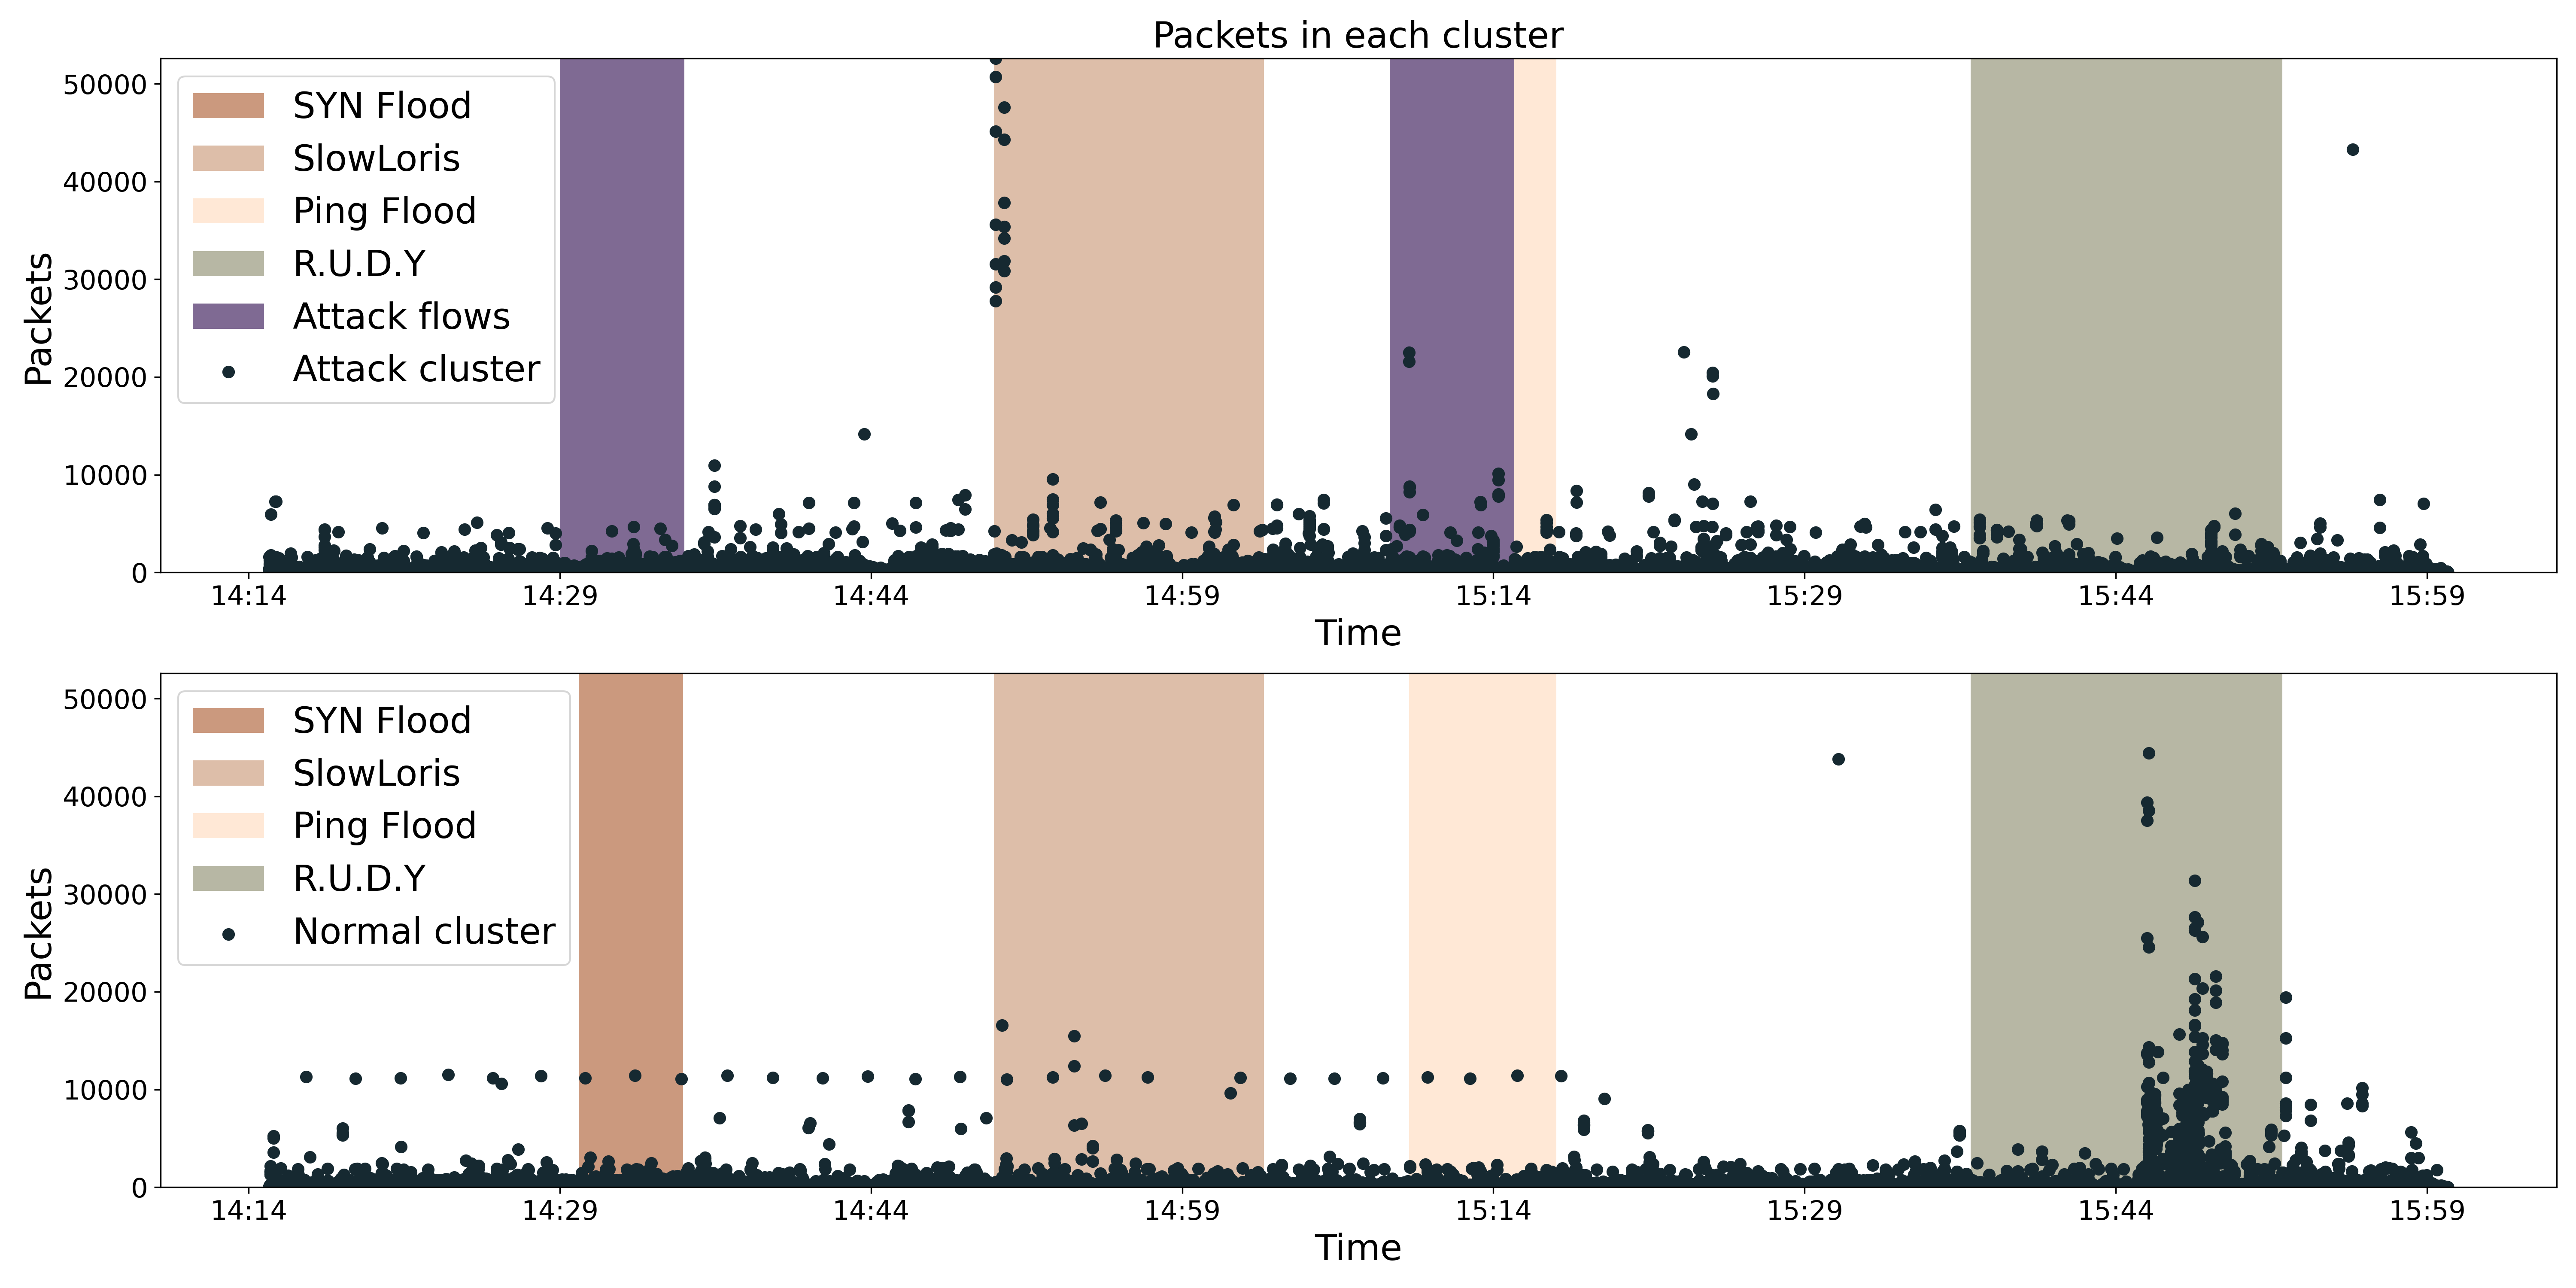 Packets in each cluster
50000
40000
30000
20000
10000
0
Packets
SYN Flood
SlowLoris
Ping Flood
R.U.D.Y
Attack flows
Attack cluster
14:14 14:29 14:44 14:59 15:14 15:29 15:44 15:59
Time
50000
40000
30000
20000
10000
0
Packets
SYN Flood
SlowLoris
Ping Flood
R.U.D.Y
Normal cluster
14:14 14:29 14:44 14:59 15:14 15:29 15:44 15:59
Time